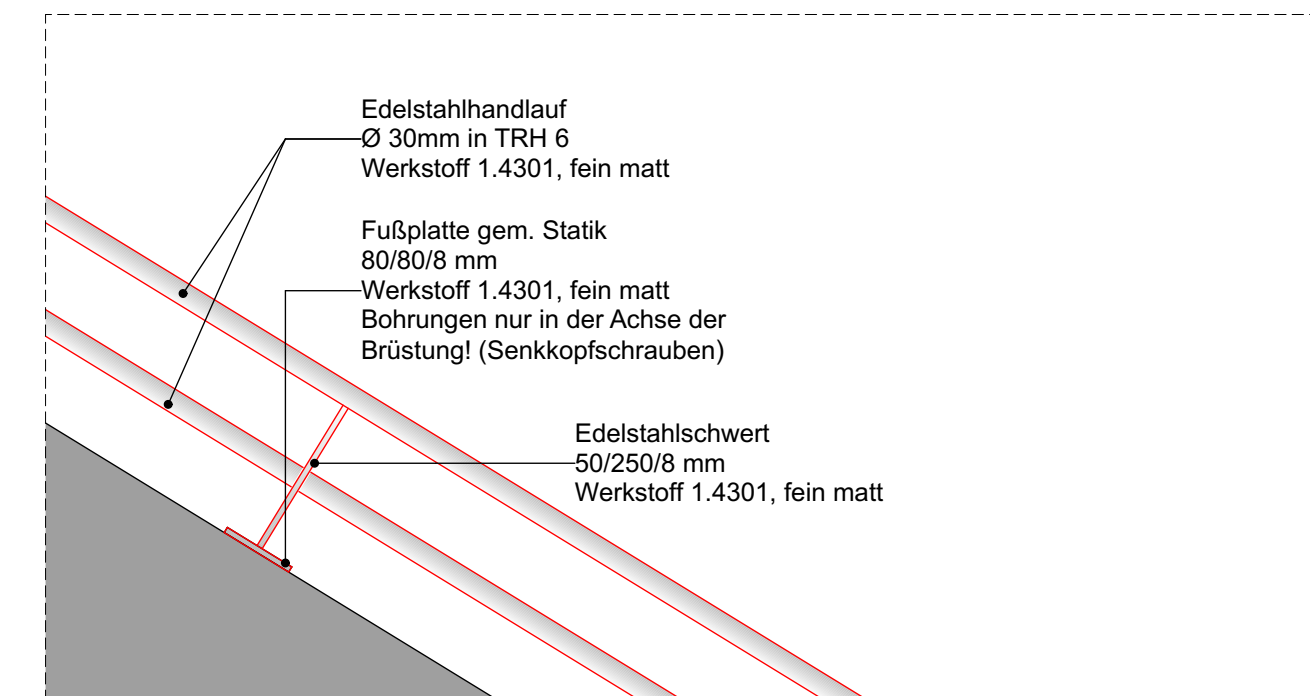 Edelstahlhandlauf
Ø 30mm in TRH 6
Werkstoff 1.4301, fein matt
Fußplatte gem. Statik
80/80/8 mm
Werkstoff 1.4301, fein matt
Bohrungen nur in der Achse der
Brüstung! (Senkkopfschrauben)
Edelstahlschwert
50/250/8 mm
Werkstoff 1.4301, fein matt